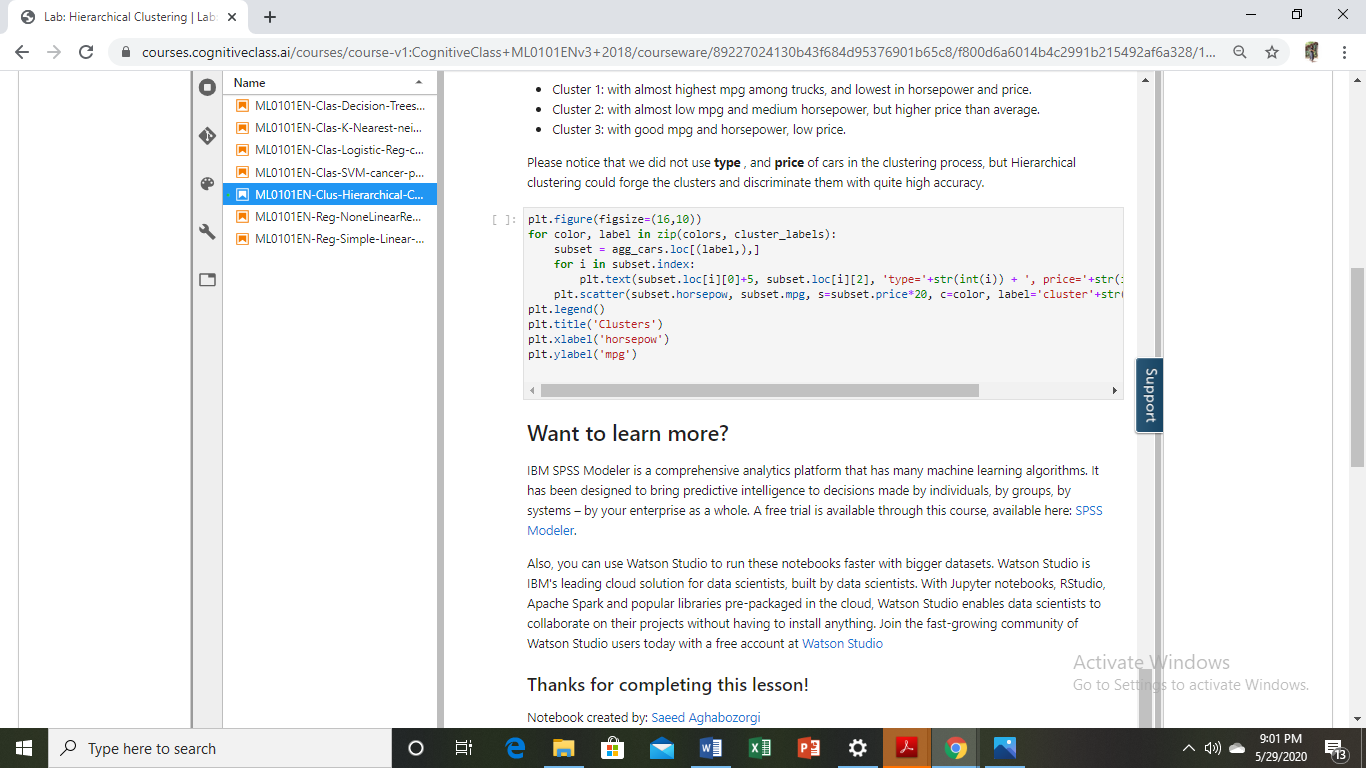 Lab: Hierarchical Clustering | Lab:
courses.cognitiveclass.ai/courses/course-v1:CognitiveClass+ML0101ENv3+2018/courseware/89227024130b43f684d95376901b65c8/f800d6a6014b4c2991b215492af6a328/1...
Name
ML0101EN-Clas-Decision-Trees...
ML0101EN-Clas-K-Nearest-nei...
ML0101EN-Clas-Logistic-Reg-c...
ML0101EN-Clas-SVM-cancer-p...
ML0101EN-Clus-Hierarchical-C...
ML0101EN-Reg-NoneLinearRe...
ML0101EN-Reg-Simple-Linear-...
• Cluster 1: with almost highest mpg among trucks, and lowest in horsepower and price.
• Cluster 2: with almost low mpg and medium horsepower, but higher price than average.
• Cluster 3: with good mpg and horsepower, low price.
Please notice that we did not use type , and price of cars in the clustering process, but Hierarchical
clustering could forge the clusters and discriminate them with quite high accuracy.
[ ]: plt.figure(figsize=(16,10))
for color, label in zip(colors, cluster_labels):
    subset = agg_cars.loc[(label,),]
    for i in subset.index:
        plt.text(subset.loc[i][0]+5, subset.loc[i][2], 'type='+str(int(i)) + ', price='+str(i
    plt.scatter(subset.horsepow, subset.mpg, s=subset.price*20, c=color, label='cluster'+str(
plt.legend()
plt.title('Clusters')
plt.xlabel('horsepow')
plt.ylabel('mpg')
Support
Want to learn more?
IBM SPSS Modeler is a comprehensive analytics platform that has many machine learning algorithms. It
has been designed to bring predictive intelligence to decisions made by individuals, by groups, by
systems – by your enterprise as a whole. A free trial is available through this course, available here: SPSS
Modeler.
Also, you can use Watson Studio to run these notebooks faster with bigger datasets. Watson Studio is
IBM's leading cloud solution for data scientists, built by data scientists. With Jupyter notebooks, RStudio,
Apache Spark and popular libraries pre-packaged in the cloud, Watson Studio enables data scientists to
collaborate on their projects without having to install anything. Join the fast-growing community of
Watson Studio users today with a free account at Watson Studio
Thanks for completing this lesson!
Notebook created by: Saeed Aghabozorgi
Activate Windows
Go to Settings to activate Windows.
Type here to search
9:01 PM
5/29/2020
13